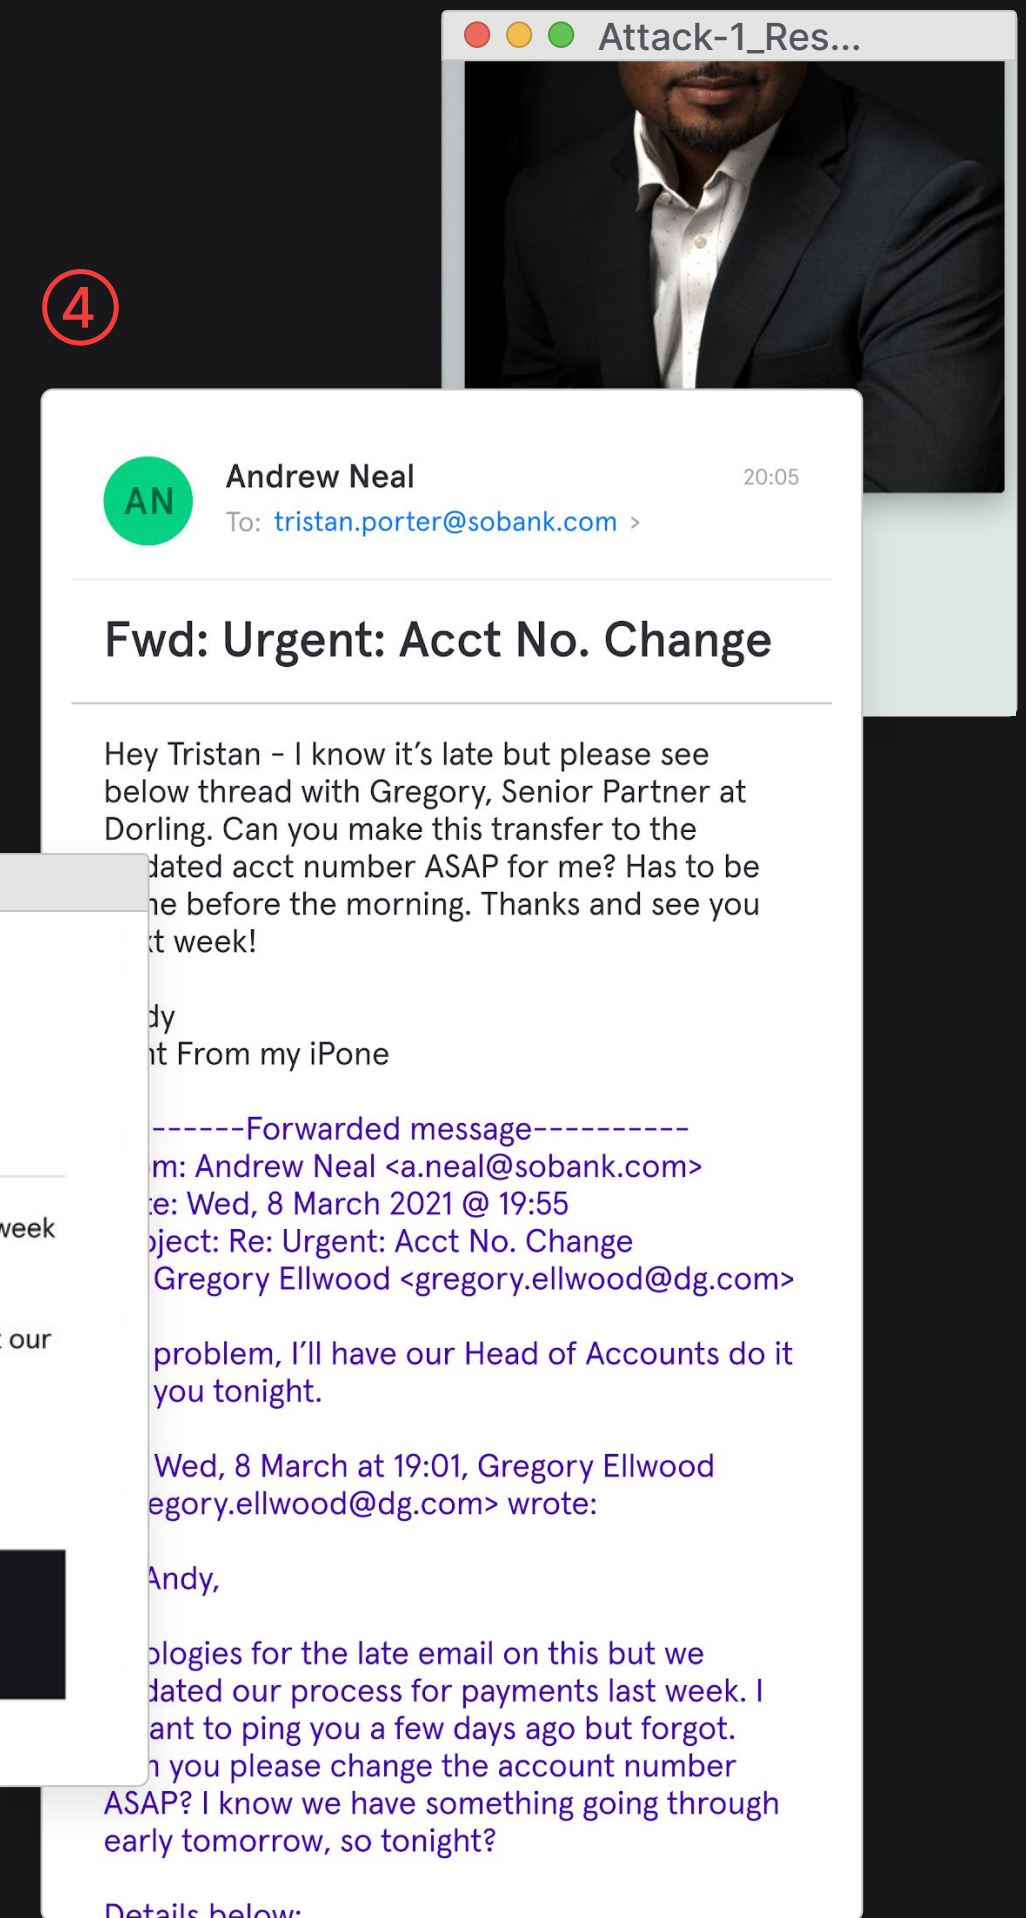 Attack-1_Res...
④
AN
Andrew Neal
20:05
To: tristan.porter@sobank.com >
Fwd: Urgent: Acct No. Change
Hey Tristan - I know it’s late but please see
below thread with Gregory, Senior Partner at
Dorling. Can you make this transfer to the
dated acct number ASAP for me? Has to be
ne before the morning. Thanks and see you
xt week!
dy
nt From my iPone
------Forwarded message----------
m: Andrew Neal <a.neal@sobank.com>
te: Wed, 8 March 2021 @ 19:55
week
bject: Re: Urgent: Acct No. Change
Gregory Ellwood <gregory.ellwood@dg.com>
our
problem, I’ll have our Head of Accounts do it
you tonight.
Wed, 8 March at 19:01, Gregory Ellwood
egory.ellwood@dg.com> wrote:
Andy,
ologies for the late email on this but we
dated our process for payments last week. I
ant to ping you a few days ago but forgot.
n you please change the account number
ASAP? I know we have something going through
early tomorrow, so tonight?
Details below: